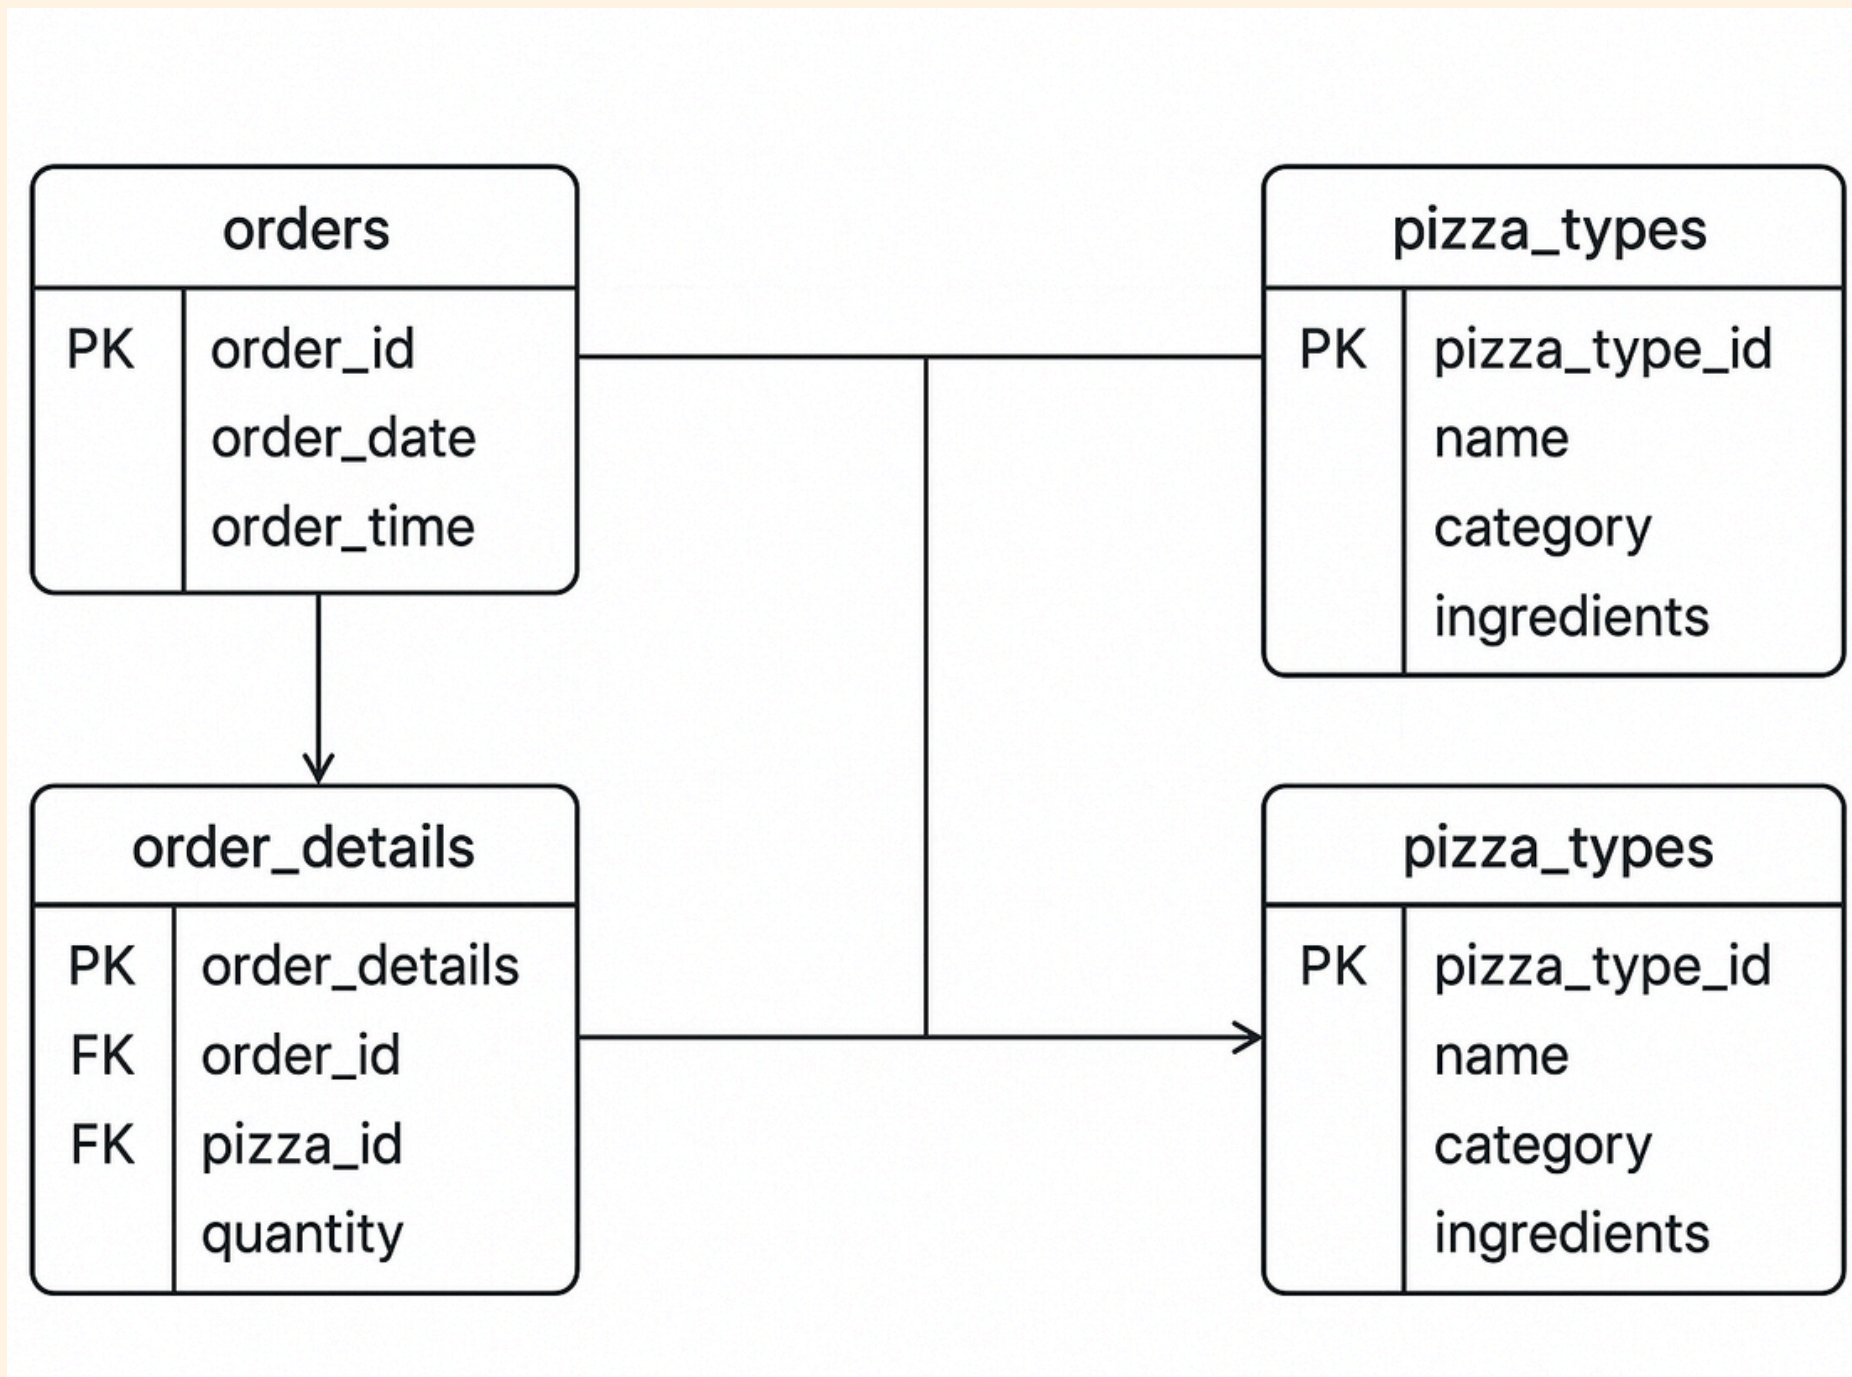 orders
PK order_id
order_date
order_time
pizza_types
PK pizza_type_id
name
category
ingredients
order_details
PK order_details
FK order_id
FK pizza_id
quantity
pizza_types
PK pizza_type_id
name
category
ingredients